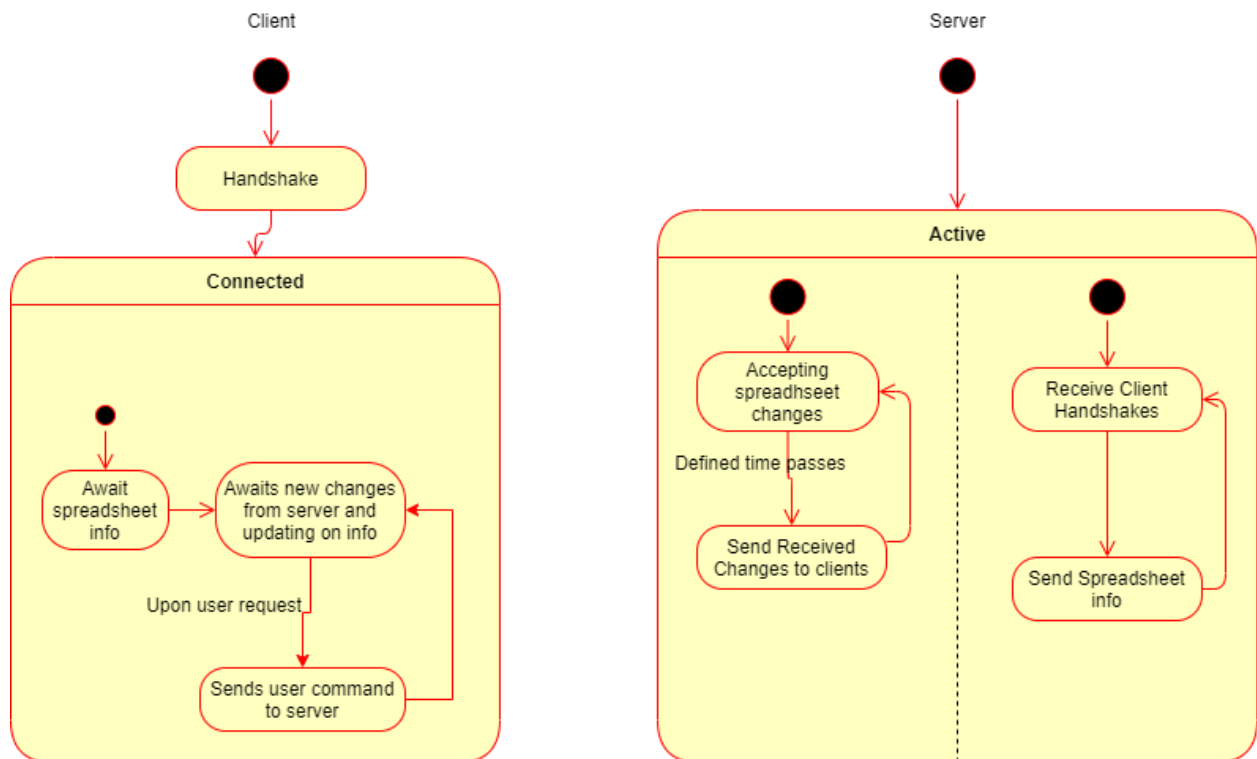 Client
Server
Handshake
Active
Connected
Accepting
spreadhseet
changes
Receive Client
Handshakes
Defined time passes
Await
spreadsheet
info
Awaits new changes
from server and
updating on info
Send Received
Changes to clients
Send Spreadsheet
info
Upon user request
Sends user command
to server